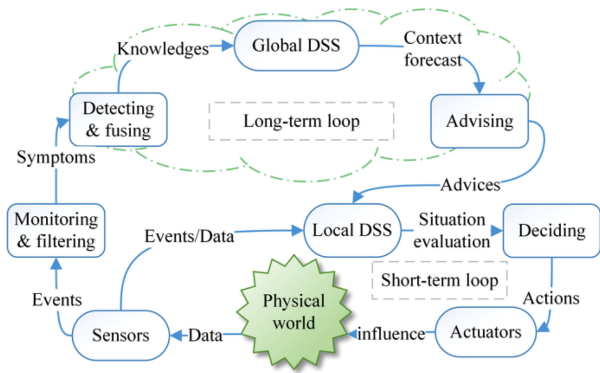 Knowledges
Global DSS
Context
forecast
Detecting
& fusing
Long-term loop
Advising
Symptoms
Advices
Monitoring
& filtering
Events/Data
Local DSS
Situation
evaluation
Deciding
Short-term loop
Events
Physical
world
Actions
Sensors
Data
influence
Actuators